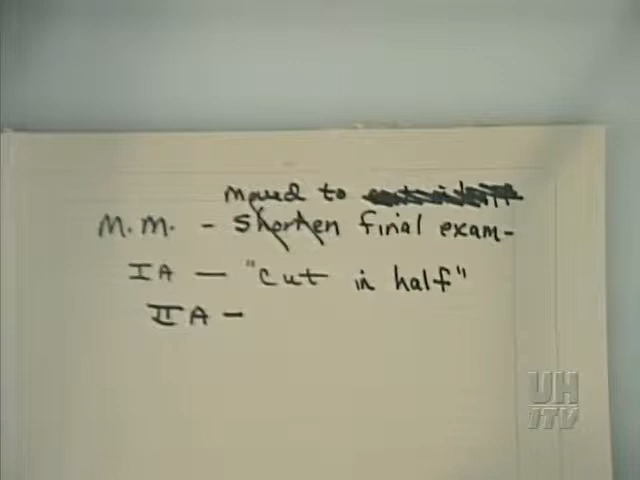 moved to
M.M. - Shorten final exam-
IA - "cut in half"
IIA -
UH
ITV